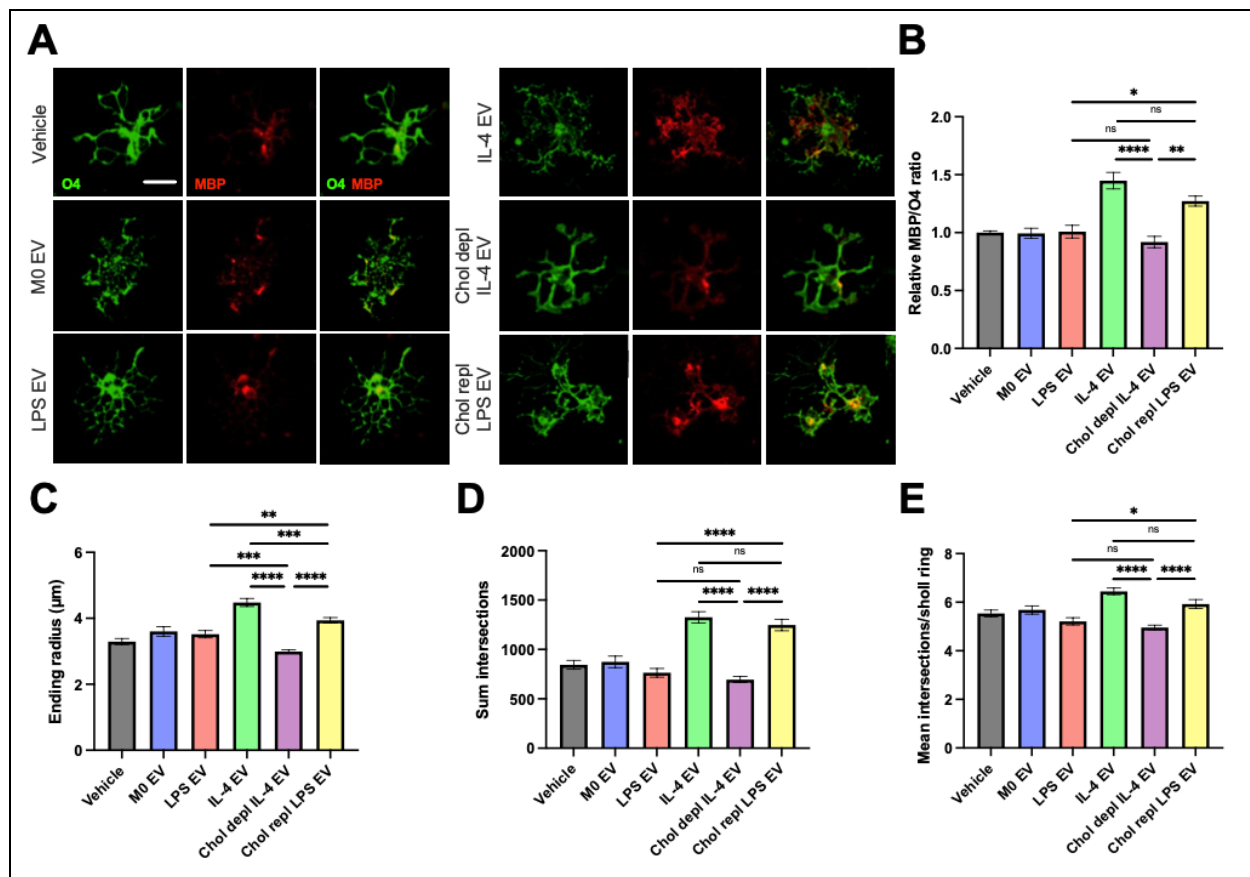 A
Vehicle
O4
MBP
O4 MBP
M0 EV
LPS EV
IL-4 EV
Chol depl
IL-4 EV
Chol repl
LPS EV
B
Relative MBP/O4 ratio
2.0
1.5
1.0
0.5
0.0
*
ns
ns
****
**
Vehicle
M0 EV
LPS EV
IL-4 EV
Chol depl IL-4 EV
Chol repl LPS EV
C
Ending radius (µm)
6
4
2
0
**
***
***
****
****
Vehicle
M0 EV
LPS EV
IL-4 EV
Chol depl IL-4 EV
Chol repl LPS EV
D
Sum intersections
2000
1500
1000
500
0
****
ns
ns
****
****
Vehicle
M0 EV
LPS EV
IL-4 EV
Chol depl IL-4 EV
Chol repl LPS EV
E
Mean intersections/sholl ring
8
6
4
2
0
*
ns
ns
****
****
Vehicle
M0 EV
LPS EV
IL-4 EV
Chol depl IL-4 EV
Chol repl LPS EV